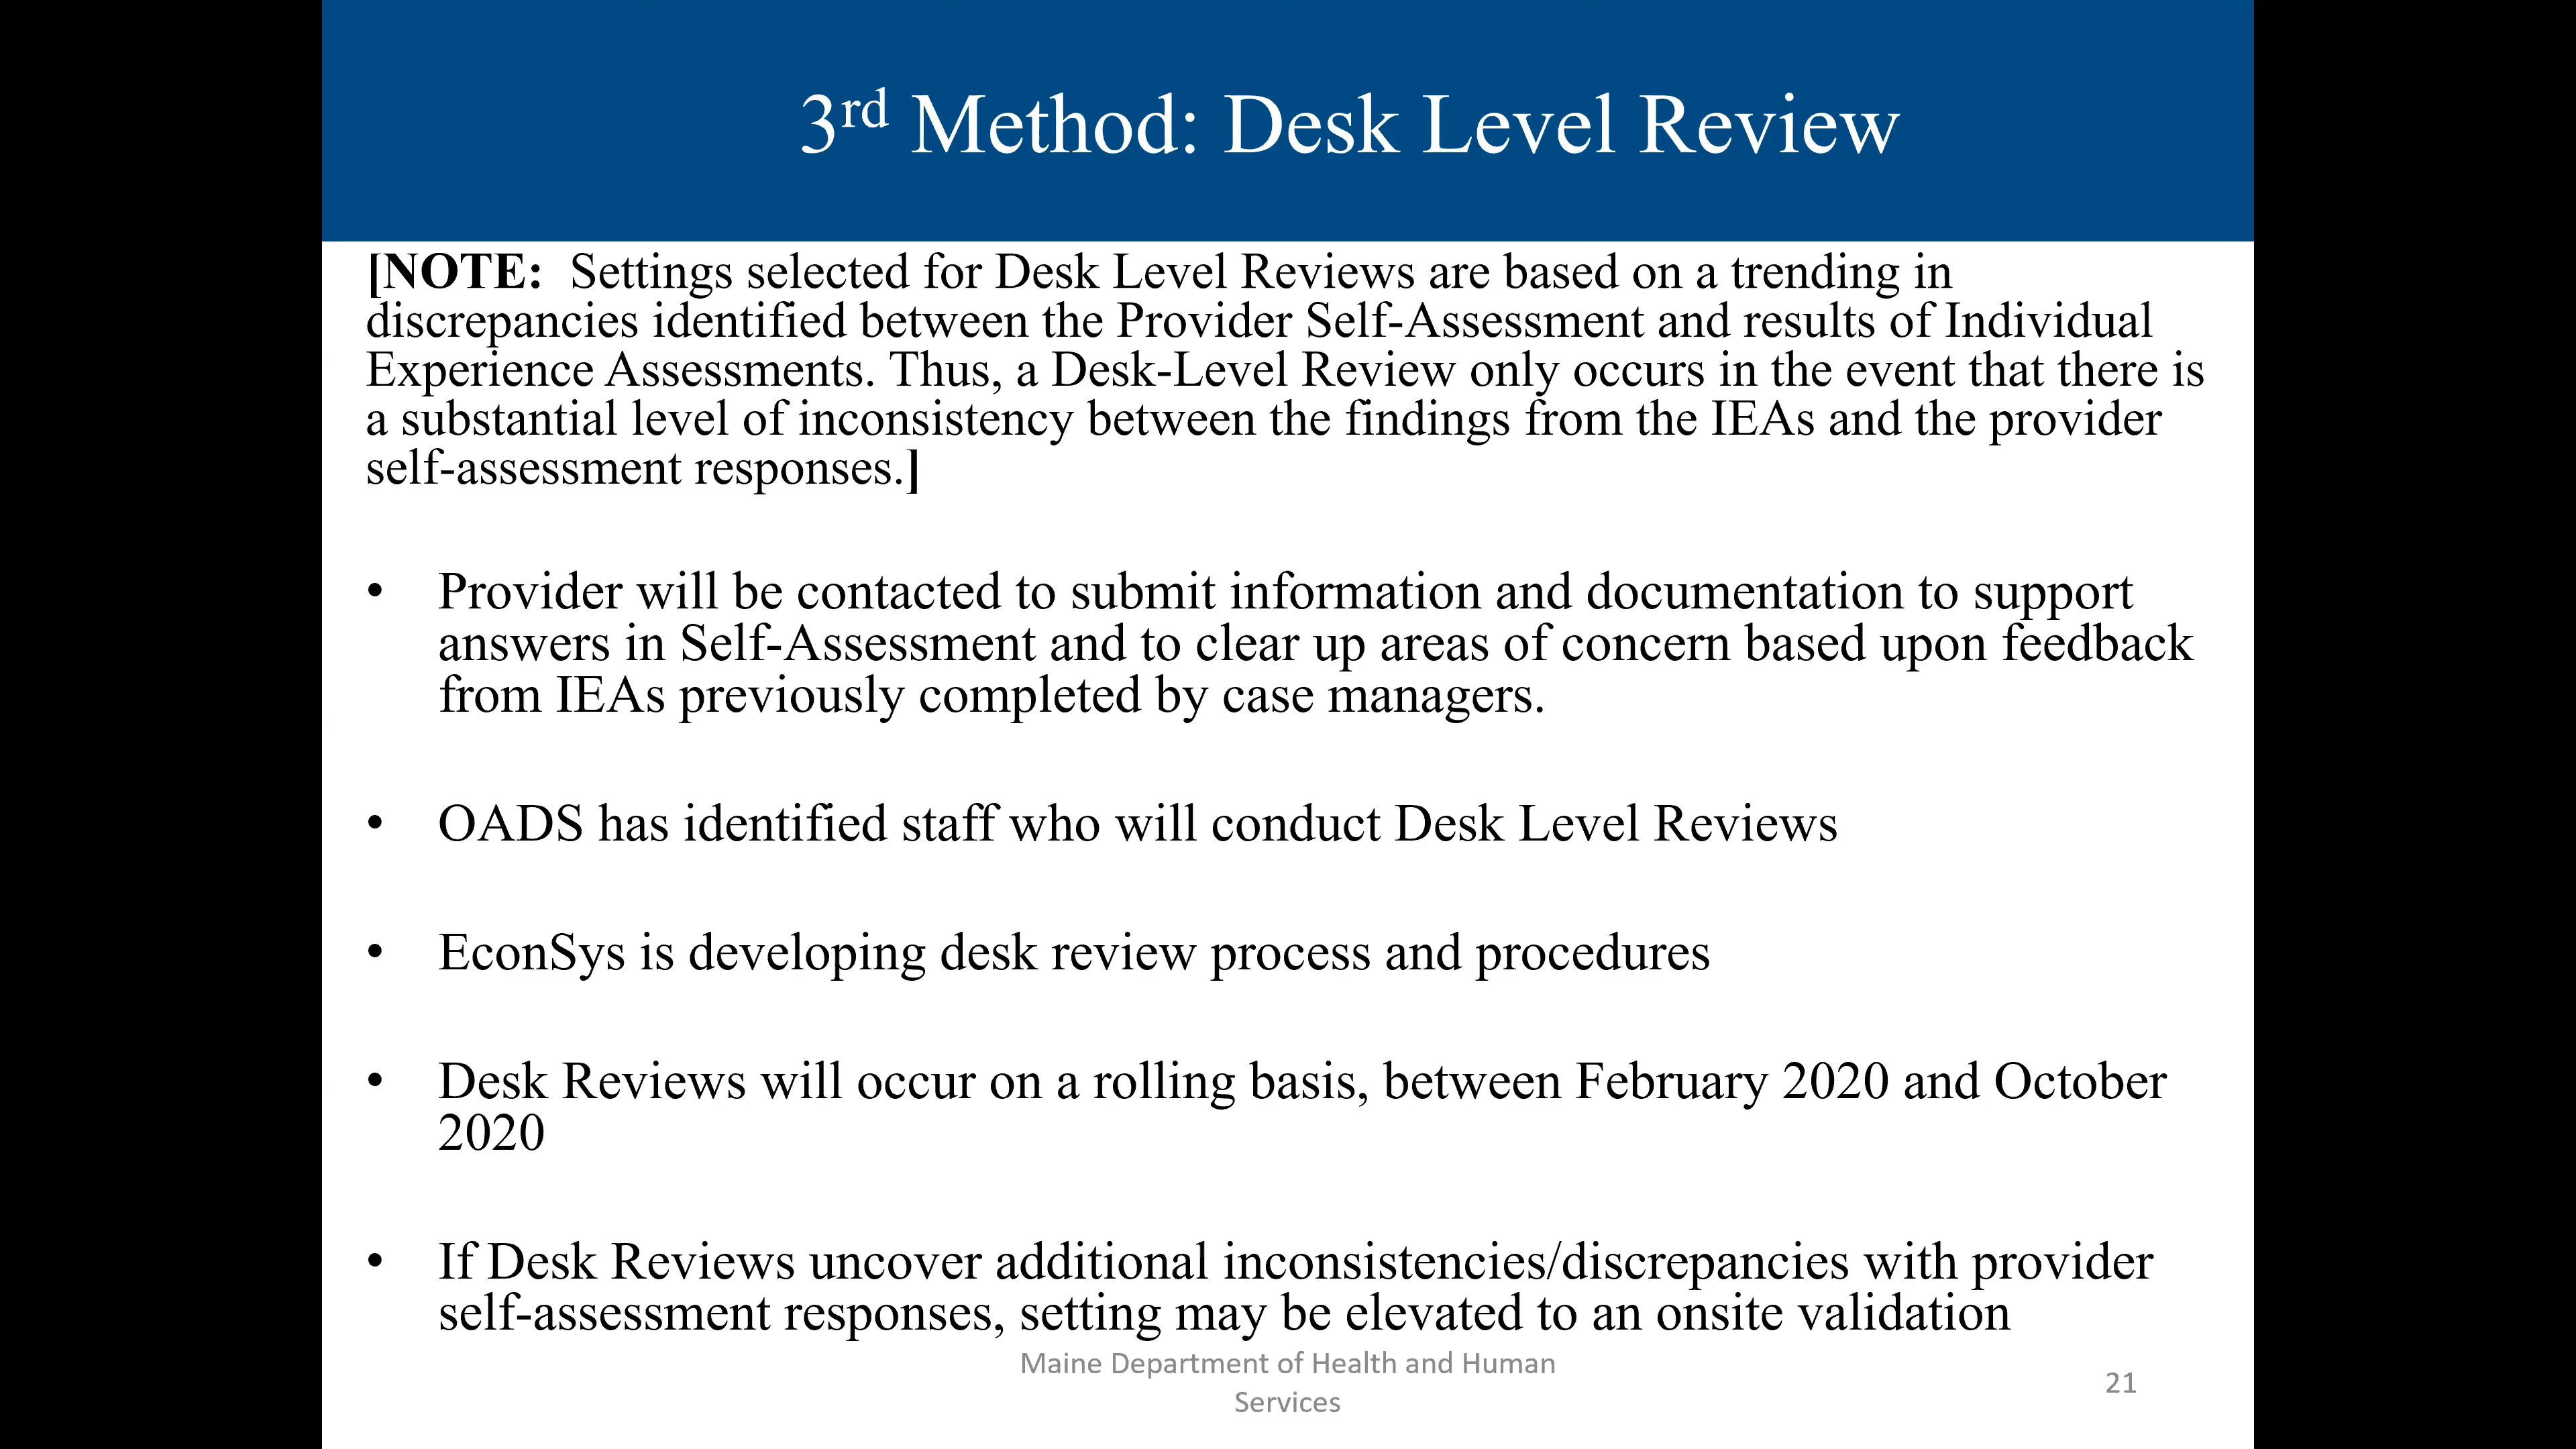 3rd Method: Desk Level Review
[NOTE: Settings selected for Desk Level Reviews are based on a trending in
discrepancies identified between the Provider Self-Assessment and results of Individual
Experience Assessments. Thus, a Desk-Level Review only occurs in the event that there is
a substantial level of inconsistency between the findings from the IEAs and the provider
self-assessment responses.]
• Provider will be contacted to submit information and documentation to support
answers in Self-Assessment and to clear up areas of concern based upon feedback
from IEAs previously completed by case managers.
• OADS has identified staff who will conduct Desk Level Reviews
• EconSys is developing desk review process and procedures
• Desk Reviews will occur on a rolling basis, between February 2020 and October
2020
• If Desk Reviews uncover additional inconsistencies/discrepancies with provider
self-assessment responses, setting may be elevated to an onsite validation
Maine Department of Health and Human
Services
21